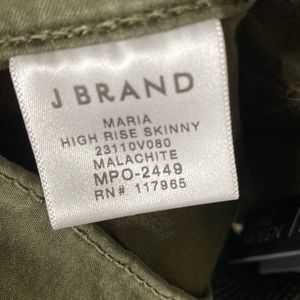 J BRAND
MARIA
HIGH RISE SKINNY
23110V080
MALACHITE
MPO-2449
RN# 117965